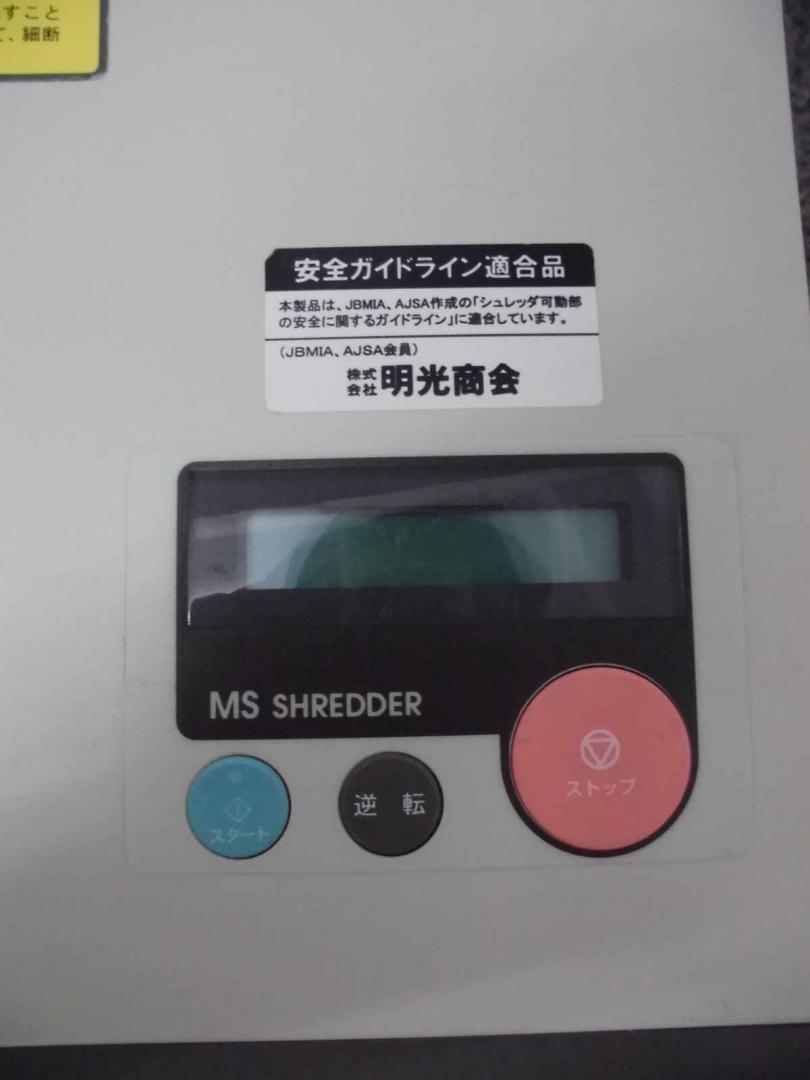 すこと
て、細断
安全ガイドライン適合品
本製品は、JBMIA、AJSA作成の「シュレッダ可動部
の安全に関するガイドライン」に適合しています。
(JBMIA、AJSA会員)
株式会社 明光商会
MS SHREDDER
スタート
逆転
ストップ